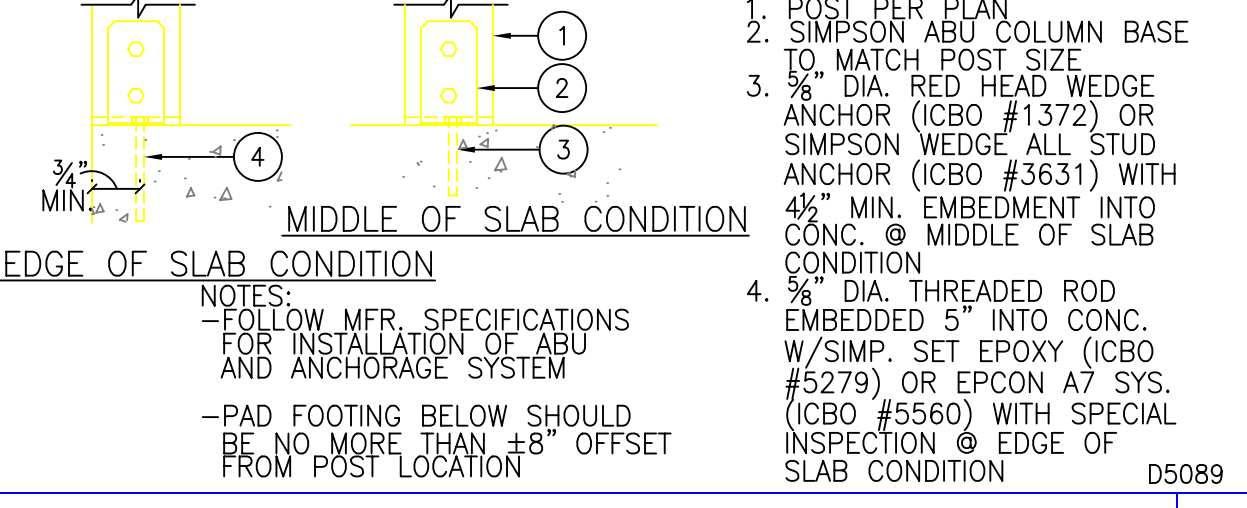 1
2
3
4
3/4"
MIN.
MIDDLE OF SLAB CONDITION
EDGE OF SLAB CONDITION
NOTES:
-FOLLOW MFR. SPECIFICATIONS
FOR INSTALLATION OF ABU
AND ANCHORAGE SYSTEM
-PAD FOOTING BELOW SHOULD
BE NO MORE THAN ±8" OFFSET
FROM POST LOCATION
1. POST PER PLAN
2. SIMPSON ABU COLUMN BASE
TO MATCH POST SIZE
3. 5/8" DIA. RED HEAD WEDGE
ANCHOR (ICBO #1372) OR
SIMPSON WEDGE ALL STUD
ANCHOR (ICBO #3631) WITH
4 1/2" MIN. EMBEDMENT INTO
CONC. @ MIDDLE OF SLAB
CONDITION
4. 5/8" DIA. THREADED ROD
EMBEDDED 5" INTO CONC.
W/SIMP. SET EPOXY (ICBO
#5279) OR EPCON A7 SYS.
(ICBO #5560) WITH SPECIAL
INSPECTION @ EDGE OF
SLAB CONDITION
D5089